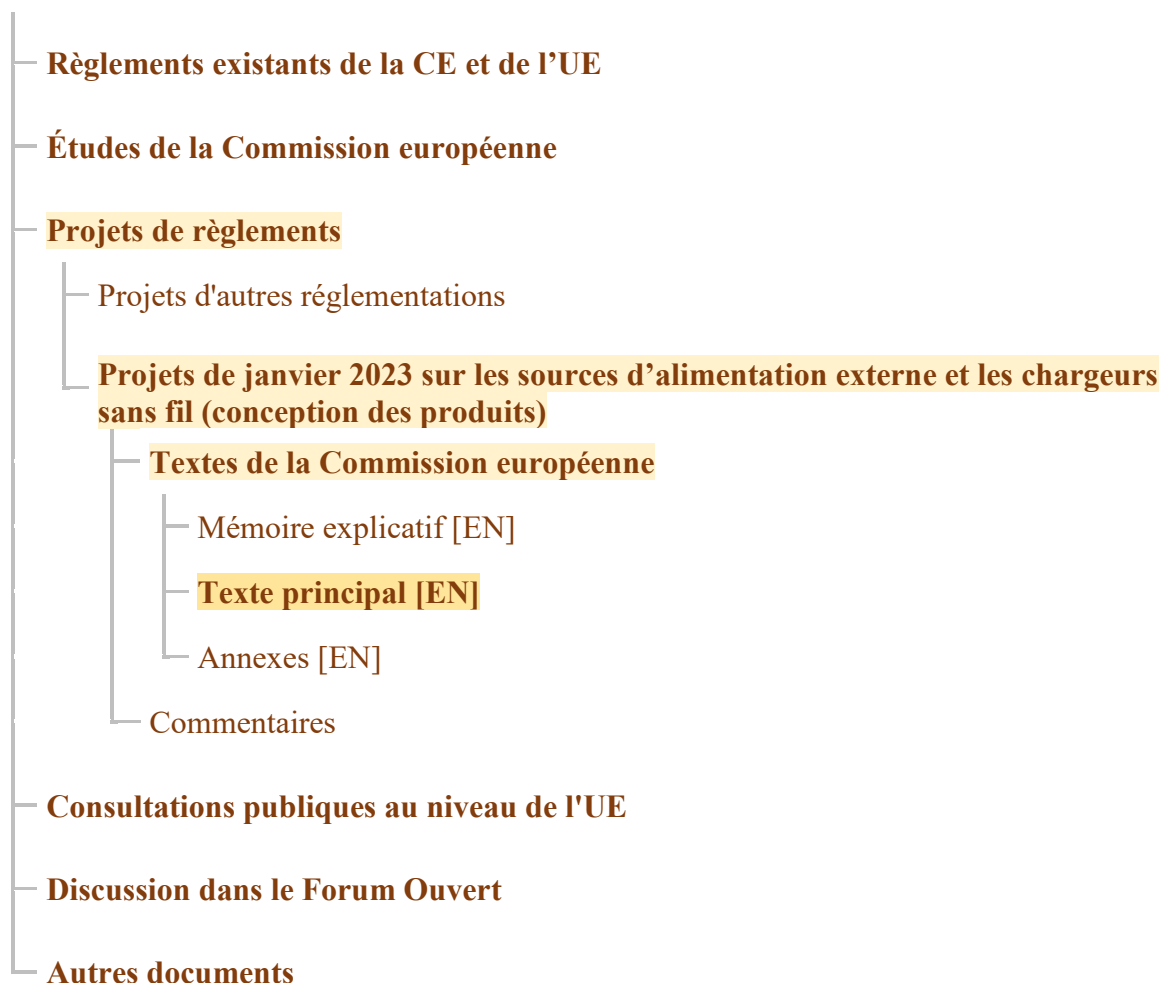 Règlements existants de la CE et de l’UE
Études de la Commission européenne
Projets de règlements
Projets d'autres réglementations
Projets de janvier 2023 sur les sources d’alimentation externe et les chargeurs
sans fil (conception des produits)
Textes de la Commission européenne
Mémoire explicatif [EN]
Texte principal [EN]
Annexes [EN]
Commentaires
Consultations publiques au niveau de l'UE
Discussion dans le Forum Ouvert
Autres documents